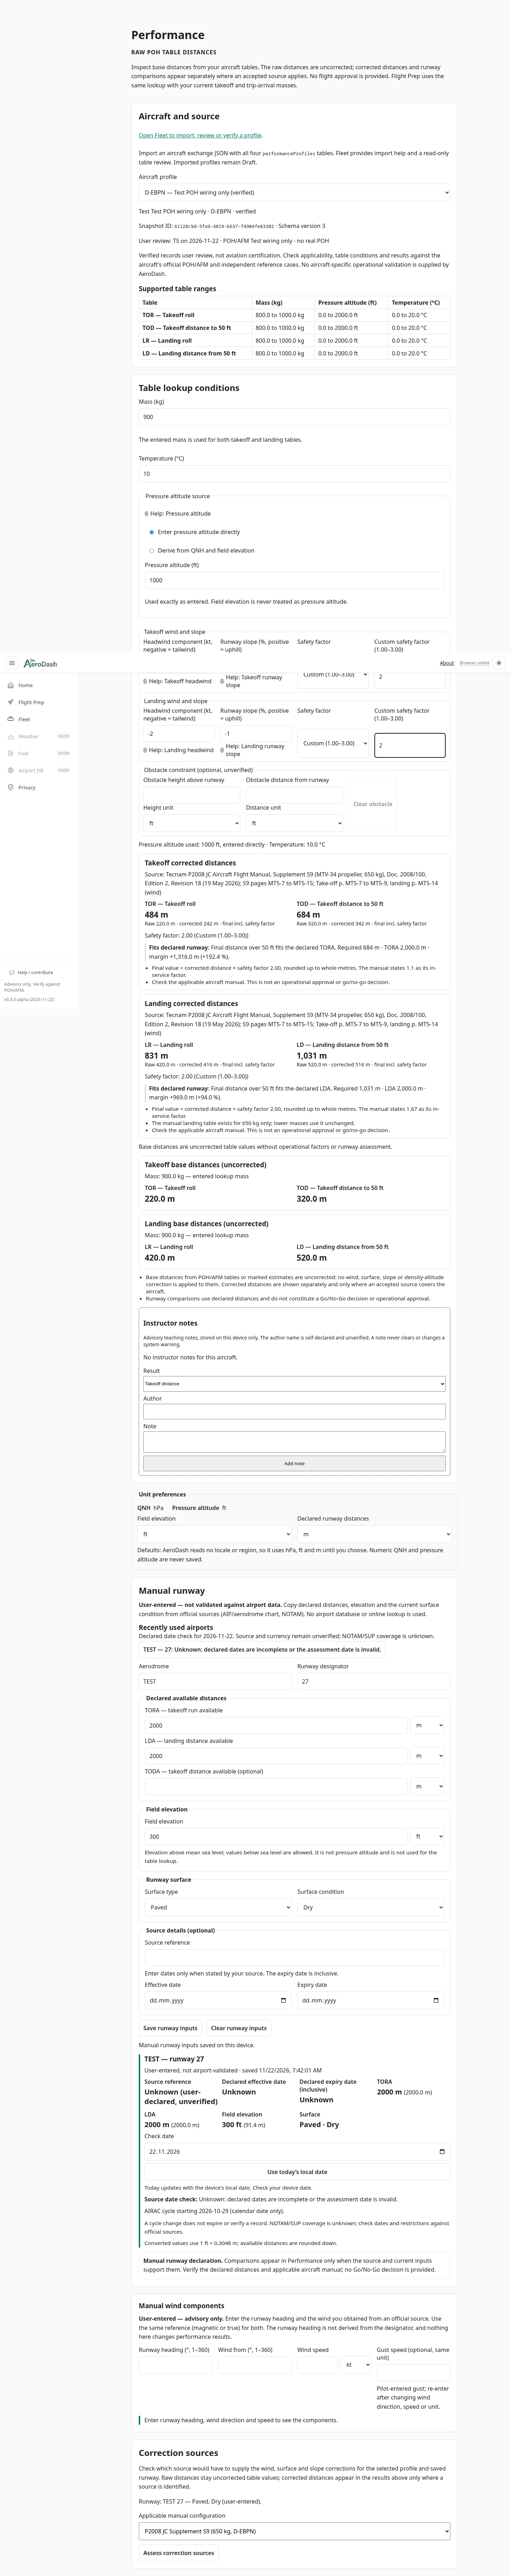 Performance
RAW POH TABLE DISTANCES
Inspect base distances from your aircraft tables. The raw distances are uncorrected; corrected distances and runway
comparisons appear separately where an accepted source applies. No flight approval is provided. Flight Prep uses the
same lookup with your current takeoff and trip-arrival masses.
Aircraft and source
Open Fleet to import, review or verify a profile.
Import an aircraft exchange JSON with all four performanceProfiles tables. Fleet provides import help and a read-only
table review. Imported profiles remain Draft.
Aircraft profile
D-EBPN — Test POH wiring only (verified)
Test Test POH wiring only · D-EBPN · verified
Snapshot ID: · Schema version 3
User review: TS on 2026-11-22 · POH/AFM Test wiring only - no real POH
Verified records user review, not aviation certification. Check applicability, table conditions and results against the
aircraft's official POH/AFM and independent reference cases. No aircraft-specific operational validation is supplied by
AeroDash.
Supported table ranges
Table Mass (kg) Pressure altitude (ft) Temperature (°C)
TOR — Takeoff roll 800.0 to 1000.0 kg 0.0 to 2000.0 ft 0.0 to 20.0 °C
TOD — Takeoff distance to 50 ft 800.0 to 1000.0 kg 0.0 to 2000.0 ft 0.0 to 20.0 °C
LR — Landing roll 800.0 to 1000.0 kg 0.0 to 2000.0 ft 0.0 to 20.0 °C
LD — Landing distance from 50 ft 800.0 to 1000.0 kg 0.0 to 2000.0 ft 0.0 to 20.0 °C
Table lookup conditions
Mass (kg)
900
The entered mass is used for both takeoff and landing tables.
Temperature (°C)
10
Pressure altitude source
Help: Pressure altitude
Enter pressure altitude directly
Derive from QNH and field elevation
Pressure altitude (ft)
1000
Used exactly as entered. Field elevation is never treated as pressure altitude.
Takeoff wind and slope
Headwind component (kt, negative = tailwind)
Runway slope (%, positive = uphill)
Safety factor
Custom safety factor (1.00–3.00)
AeroDash
About
Browser online
Custom (1.00–3.00)
2
Help: Takeoff headwind
Help: Takeoff runway slope
Home
Flight Prep
Fleet
Weather SOON
Fuel SOON
Airport DB SOON
Privacy
Landing wind and slope
Headwind component (kt, negative = tailwind)
Runway slope (%, positive = uphill)
Safety factor
Custom safety factor (1.00–3.00)
-2
-1
Custom (1.00–3.00)
2
Help: Landing headwind
Help: Landing runway slope
Obstacle constraint (optional, unverified)
Obstacle height above runway
Obstacle distance from runway
Clear obstacle
Height unit
Distance unit
ft
ft
Pressure altitude used: 1000 ft, entered directly · Temperature: 10.0 °C
Takeoff corrected distances
Source: Tecnam P2008 JC Aircraft Flight Manual, Supplement S9 (MTV-34 propeller, 650 kg), Doc. 2008/100,
Edition 2, Revision 18 (19 May 2026); S9 pages MT5-7 to MT5-15; Take-off p. MT5-7 to MT5-9, landing p. MT5-14
(wind)
TOR — Takeoff roll
TOD — Takeoff distance to 50 ft
484 m
684 m
Raw 220.0 m · corrected 242 m · final incl. safety factor
Raw 320.0 m · corrected 342 m · final incl. safety factor
Safety factor: 2.00 (Custom (1.00–3.00))
Fits declared runway: Final distance over 50 ft fits the declared TORA. Required 684 m · TORA 2,000.0 m ·
margin +1,316.0 m (+192.4 %).
Final value = corrected distance × safety factor 2.00, rounded up to whole metres. The manual states 1.1 as its in-
service factor.
Check the applicable aircraft manual. This is not an operational approval or go/no-go decision.
Help / contribute
Advisory only. Verify against
POH/AFM.
v0.3.0-alpha (2026-11-22)
Landing corrected distances
Source: Tecnam P2008 JC Aircraft Flight Manual, Supplement S9 (MTV-34 propeller, 650 kg), Doc. 2008/100,
Edition 2, Revision 18 (19 May 2026); S9 pages MT5-7 to MT5-15; Take-off p. MT5-7 to MT5-9, landing p. MT5-14
(wind)
LR — Landing roll
LD — Landing distance from 50 ft
831 m
1,031 m
Raw 420.0 m · corrected 416 m · final incl. safety factor
Raw 520.0 m · corrected 516 m · final incl. safety factor
Safety factor: 2.00 (Custom (1.00–3.00))
Fits declared runway: Final distance over 50 ft fits the declared LDA. Required 1,031 m · LDA 2,000.0 m ·
margin +969.0 m (+94.0 %).
Final value = corrected distance × safety factor 2.00, rounded up to whole metres. The manual states 1.67 as its in-
service factor.
The manual landing table exists for 650 kg only; lower masses use it unchanged.
Check the applicable aircraft manual. This is not an operational approval or go/no-go decision.
Base distances are uncorrected table values without operational factors or runway assessment.
Takeoff base distances (uncorrected)
Mass: 900.0 kg — entered lookup mass
TOR — Takeoff roll
TOD — Takeoff distance to 50 ft
220.0 m
320.0 m
Landing base distances (uncorrected)
Mass: 900.0 kg — entered lookup mass
LR — Landing roll
LD — Landing distance from 50 ft
420.0 m
520.0 m
Base distances from POH/AFM tables or marked estimates are uncorrected: no wind, surface, slope or density-altitude
correction is applied to them. Corrected distances are shown separately and only where an accepted source covers the
aircraft.
Runway comparisons use declared distances and do not constitute a Go/No-Go decision or operational approval.
Instructor notes
Advisory teaching notes, stored on this device only. The author name is self-declared and unverified. A note never clears or changes a
system warning.
No instructor notes for this aircraft.
Result
Takeoff distance
Author
Note
Add note
Unit preferences
QNH hPa Pressure altitude ft
Field elevation
Declared runway distances
ft
m
Defaults: AeroDash reads no locale or region, so it uses hPa, ft and m until you choose. Numeric QNH and pressure
altitude are never saved.
Manual runway
User-entered — not validated against airport data. Copy declared distances, elevation and the current surface
condition from official sources (AIP/aerodrome chart, NOTAM). No airport database or online lookup is used.
Recently used airports
Declared date check for 2026-11-22. Source and currency remain unverified; NOTAM/SUP coverage is unknown.
TEST — 27: Unknown: declared dates are incomplete or the assessment date is invalid.
Aerodrome
Runway designator
TEST
27
Declared available distances
TORA — takeoff run available
2000
m
LDA — landing distance available
2000
m
TODA — takeoff distance available (optional)
m
Field elevation
Field elevation
300
ft
Elevation above mean sea level; values below sea level are allowed. It is not pressure altitude and is not used for the
table lookup.
Runway surface
Surface type
Surface condition
Paved
Dry
Source details (optional)
Source reference
Enter dates only when stated by your source. The expiry date is inclusive.
Effective date
Expiry date
dd.mm.yyyy
dd.mm.yyyy
Save runway inputs
Clear runway inputs
Manual runway inputs saved on this device.
TEST — runway 27
User-entered, not airport-validated · saved 11/22/2026, 7:42:01 AM
Source reference
Unknown (user-declared, unverified)
Declared effective date
Unknown
Declared expiry date (inclusive)
Unknown
TORA
2000 m (2000.0 m)
LDA
2000 m (2000.0 m)
Field elevation
300 ft (91.4 m)
Surface
Paved · Dry
Check date
22.11.2026
Use today's local date
Today updates with the device's local date. Check your device date.
Source date check: Unknown: declared dates are incomplete or the assessment date is invalid.
AIRAC cycle starting 2026-10-29 (calendar date only).
A cycle change does not expire or verify a record. NOTAM/SUP coverage is unknown; check dates and restrictions against
official sources.
Converted values use 1 ft = 0.3048 m; available distances are rounded down.
Manual runway declaration. Comparisons appear in Performance only when the source and current inputs
support them. Verify the declared distances and applicable aircraft manual; no Go/No-Go decision is provided.
Manual wind components
User-entered — advisory only. Enter the runway heading and the wind you obtained from an official source. Use
the same reference (magnetic or true) for both. The runway heading is not derived from the designator, and nothing
here changes performance results.
Runway heading (°, 1–360)
Wind from (°, 1–360)
Wind speed
Gust speed (optional, same unit)
kt
Pilot-entered gust; re-enter after changing wind direction, speed or unit.
Enter runway heading, wind direction and speed to see the components.
Correction sources
Check which source would have to supply the wind, surface and slope corrections for the selected profile and saved
runway. Raw distances stay uncorrected table values; corrected distances appear in the results above only where a
source is identified.
Runway: TEST 27 — Paved, Dry (user-entered).
Applicable manual configuration
P2008 JC Supplement S9 (650 kg, D-EBPN)
Assess correction sources